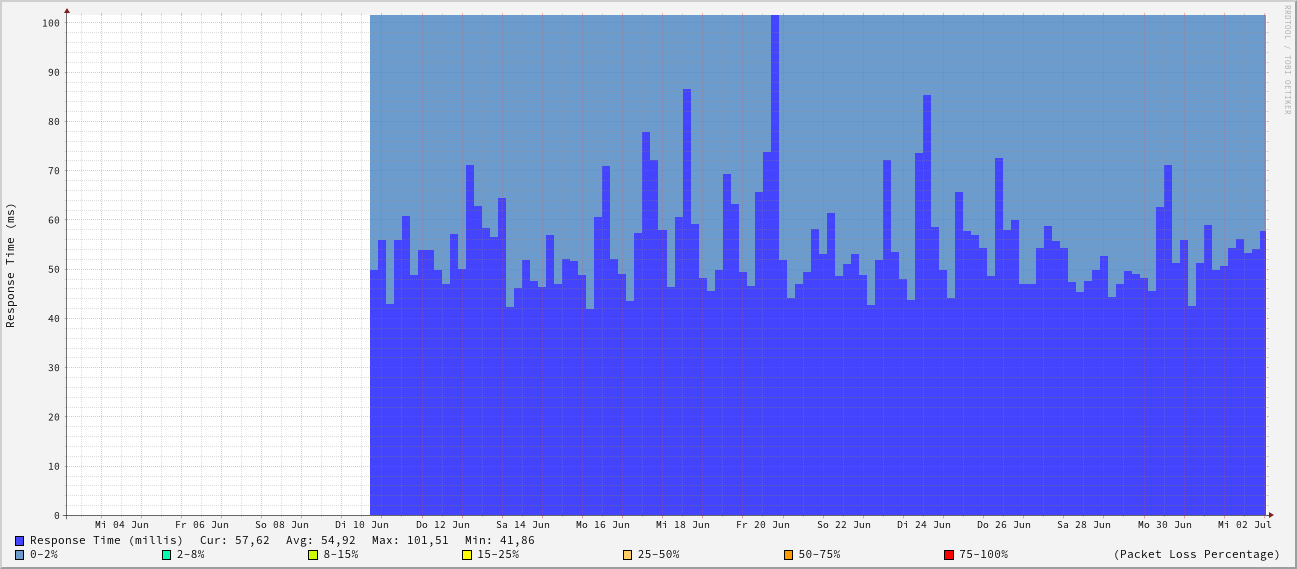 RRDTOOL / TOBI OETIKER
Response Time (ms)
100
90
80
70
60
50
40
30
20
10
0
Mi 04 Jun Fr 06 Jun So 08 Jun Di 10 Jun Do 12 Jun Sa 14 Jun Mo 16 Jun Mi 18 Jun Fr 20 Jun So 22 Jun Di 24 Jun Do 26 Jun Sa 28 Jun Mo 30 Jun Mi 02 Jul
Response Time (millis) Cur: 57,62 Avg: 54,92 Max: 101,51 Min: 41,86
0-2% 2-8% 8-15% 15-25% 25-50% 50-75% 75-100% (Packet Loss Percentage)